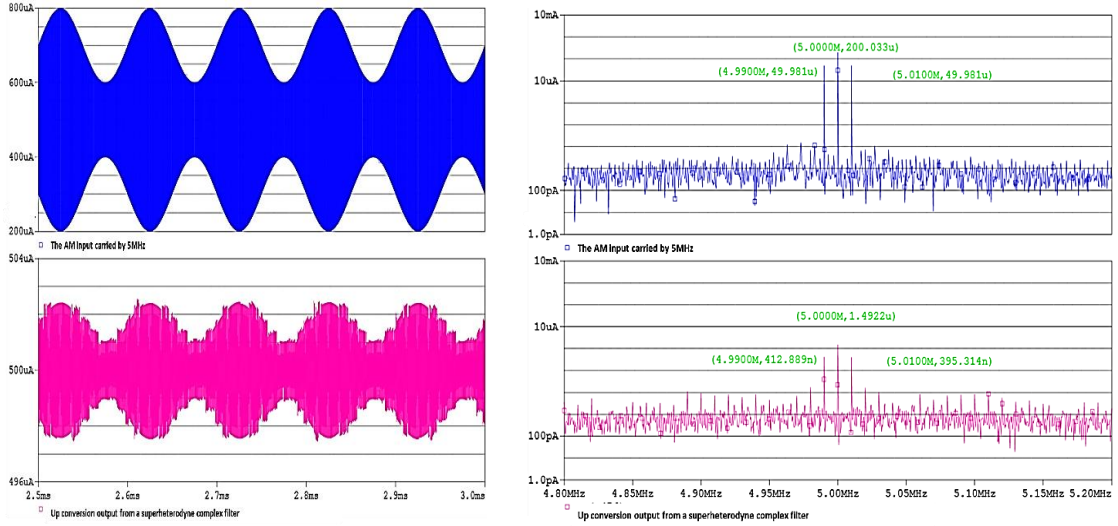 800uA
600uA
400uA
200uA
The AM input carried by 5MHz
504uA
500uA
496uA
2.5ms 2.6ms 2.7ms 2.8ms 2.9ms 3.0ms
Up conversion output from a superheterodyne complex filter
10mA
(5.0000M,200.033u)
(4.9900M,49.981u) (5.0100M,49.981u)
10uA
100pA
1.0pA
The AM input carried by 5MHz
10mA
(5.0000M,1.4922u)
10uA
(4.9900M,412.889n) (5.0100M,395.314n)
100pA
1.0pA
4.80MHz 4.85MHz 4.90MHz 4.95MHz 5.00MHz 5.05MHz 5.10MHz 5.15MHz 5.20MHz
Up conversion output from a superheterodyne complex filter